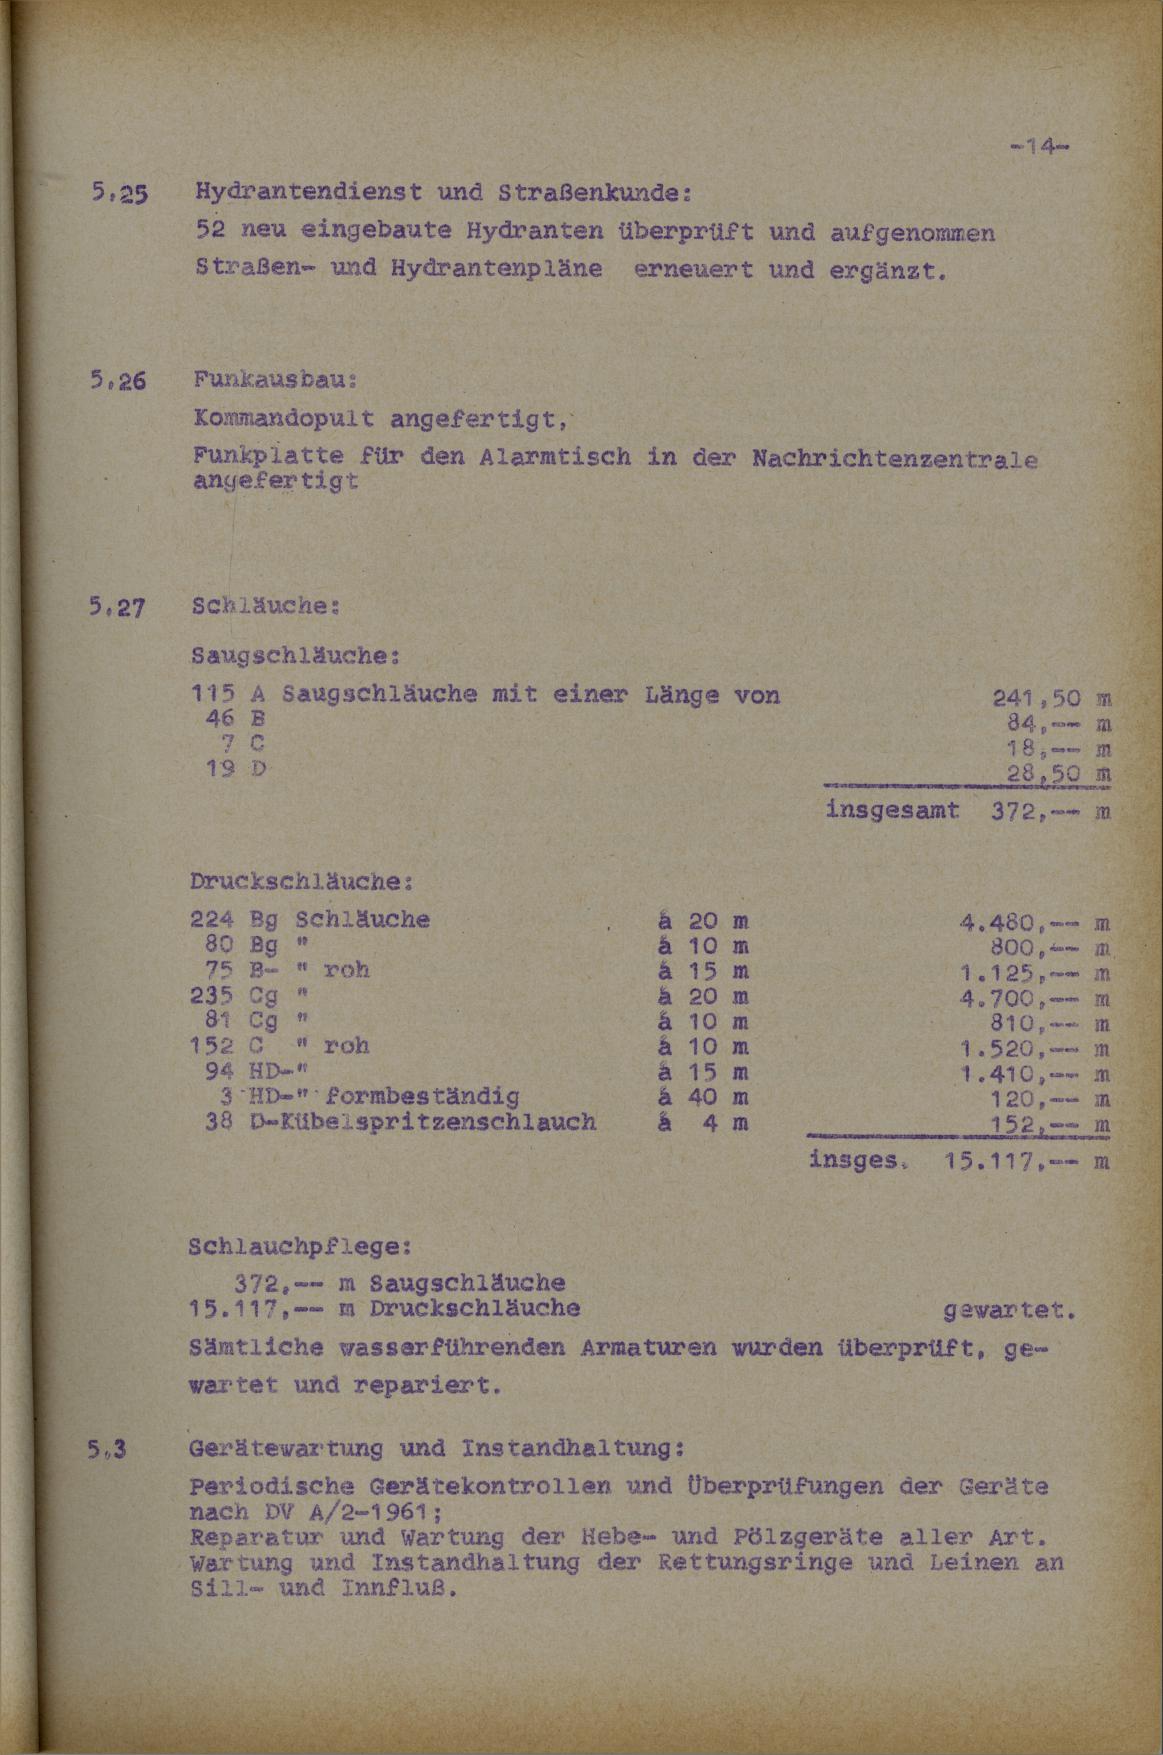 -14-
5.25 Hydrantendienst und Straßenkunde:
52 neu eingebaute Hydranten überprüft und aufgenommen
Straßen- und Hydrantenpläne erneuert und ergänzt.
5.26 Funkausbau:
Kommandopult angefertigt,
Funkplatte für den Alarmtisch in der Nachrichtenzentrale
angefertigt
5.27 Schläuche:
Saugschläuche:
115 A Saugschläuche mit einer Länge von 241,50 m
46 B 84,-- m
7 C 18,-- m
19 D 28,50 m
insgesamt 372,-- m
Druckschläuche:
224 Bg Schläuche à 20 m 4.480,-- m
80 Bg " à 10 m 800,-- m
75 B- " roh à 15 m 1.125,-- m
235 Cg " à 20 m 4.700,-- m
81 Cg " à 10 m 810,-- m
152 C " roh à 10 m 1.520,-- m
94 HD-" à 15 m 1.410,-- m
3 HD-" formbeständig à 40 m 120,-- m
38 D-Kübelspritzenschlauch à 4 m 152,-- m
insges. 15.117,-- m
Schlauchpflege:
372,-- m Saugschläuche
15.117,-- m Druckschläuche gewartet.
Sämtliche wasserführenden Armaturen wurden überprüft, ge-
wartet und repariert.
5.3 Gerätewartung und Instandhaltung:
Periodische Gerätekontrollen und Überprüfungen der Geräte
nach DV A/2-1961;
Reparatur und Wartung der Hebe- und Pölzgeräte aller Art.
Wartung und Instandhaltung der Rettungsringe und Leinen an
Sill- und Innfluß.